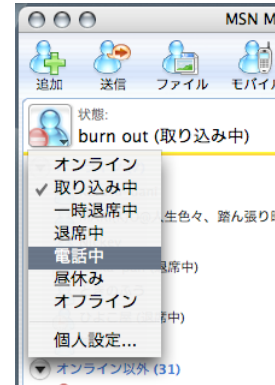 MSN M
追加 送信 ファイル モバイル
状態:
burn out (取り込み中)
オンライン
✓ 取り込み中
一時退席中
人生色々、踏ん張り
退席中
電話中
退席中)
昼休み
オフライン
席中)
個人設定...
オンライン以外 (31)